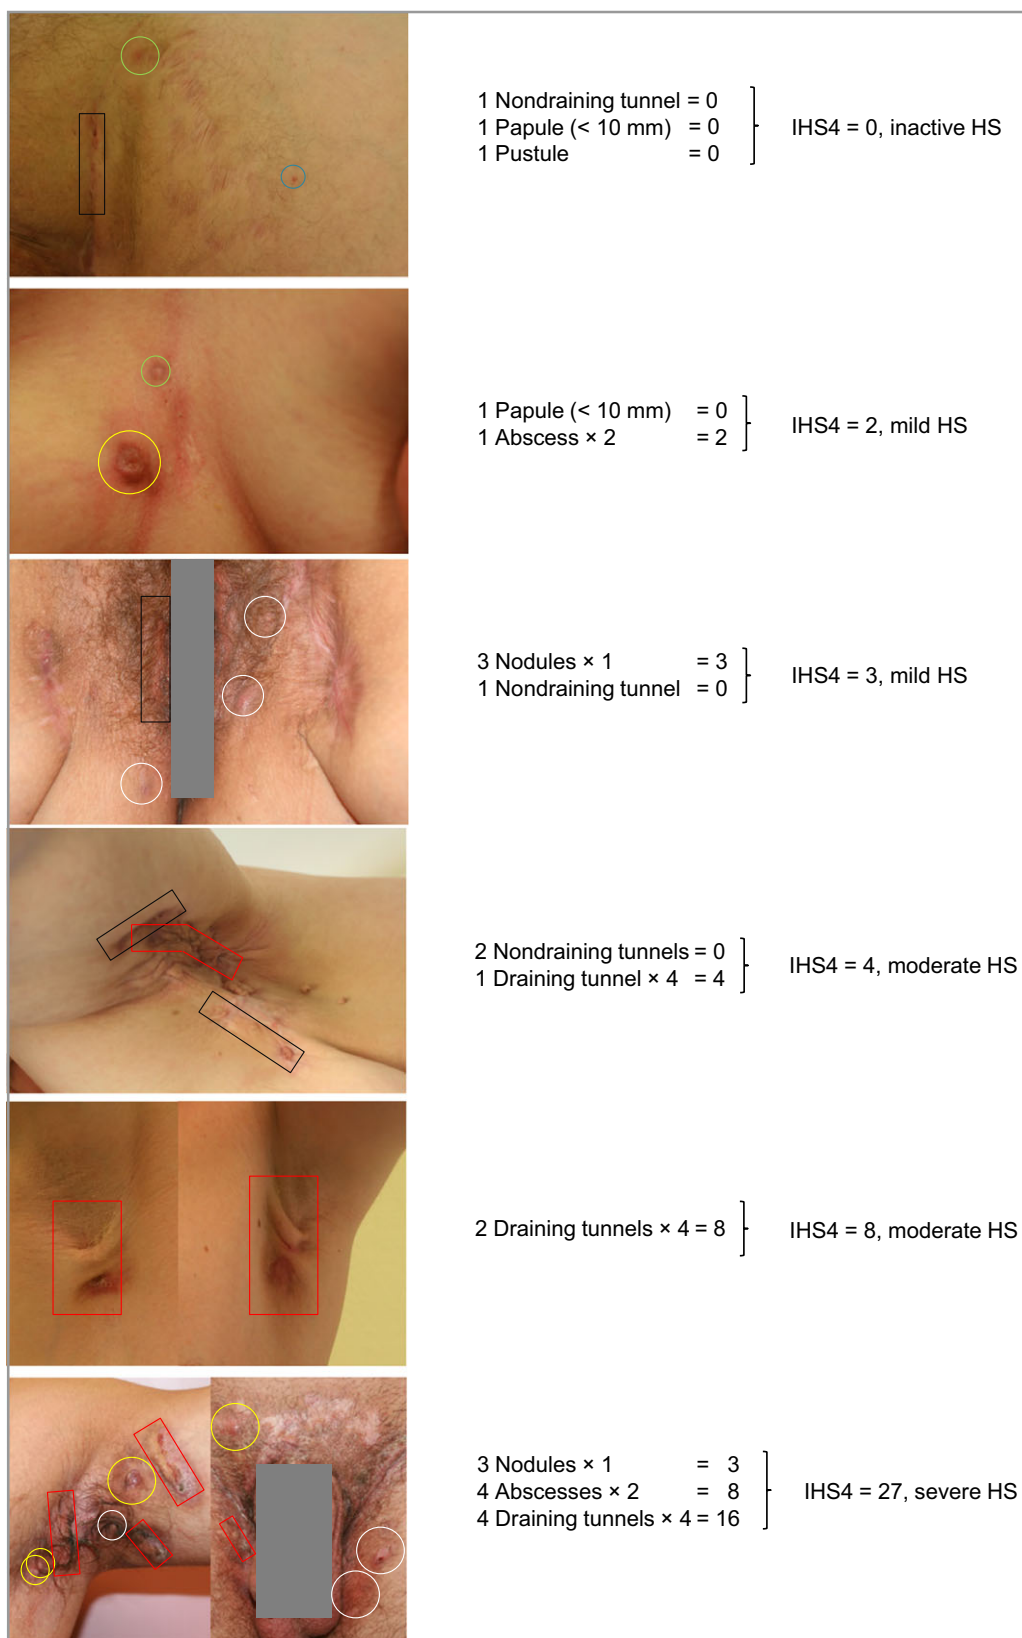 1 Nondraining tunnel = 0
1 Papule (< 10 mm) = 0
1 Pustule = 0
IHS4 = 0, inactive HS
1 Papule (< 10 mm) = 0
1 Abscess × 2 = 2
IHS4 = 2, mild HS
3 Nodules × 1 = 3
1 Nondraining tunnel = 0
IHS4 = 3, mild HS
2 Nondraining tunnels = 0
1 Draining tunnel × 4 = 4
IHS4 = 4, moderate HS
2 Draining tunnels × 4 = 8
IHS4 = 8, moderate HS
3 Nodules × 1 = 3
4 Abscesses × 2 = 8
4 Draining tunnels × 4 = 16
IHS4 = 27, severe HS